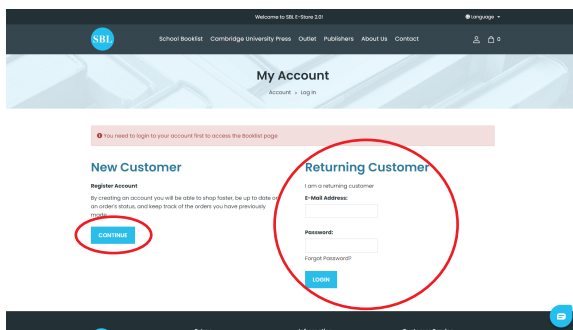 Welcome to SBL E-Store 2.0!
Language
SBL
School Booklist Cambridge University Press Outlet Publishers About Us Contact
0
My Account
Account » Log In
You need to login to your account first to access the Booklist page
New Customer
Register Account
By creating an account you will be able to shop faster, be up to date on
an order's status, and keep track of the orders you have previously
made.
CONTINUE
Returning Customer
I am a returning customer
E-Mail Address:
Password:
Forgot Password?
LOGIN